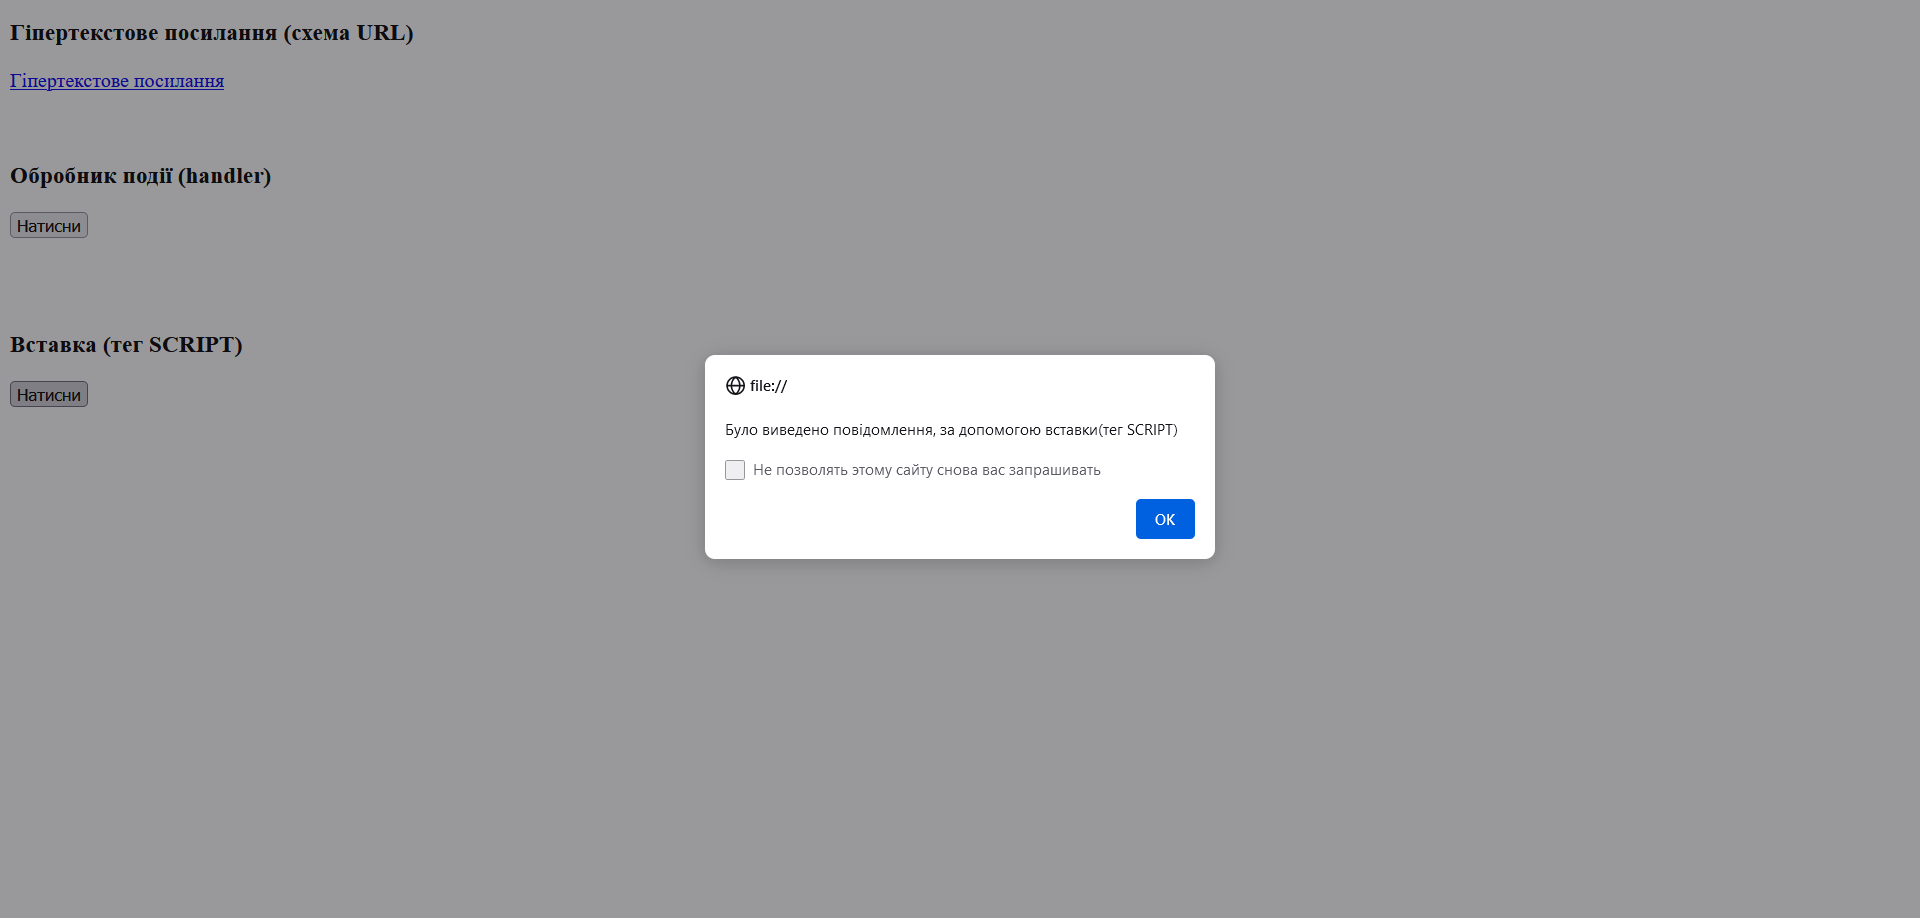 Гіпертекстове посилання (схема URL)
Гіпертекстове посилання
Обробник події (handler)
Натисни
Вставка (тег SCRIPT)
Натисни
file://
Було виведено повідомлення, за допомогою вставки(тег SCRIPT)
Не позволять этому сайту снова вас запрашивать
OK